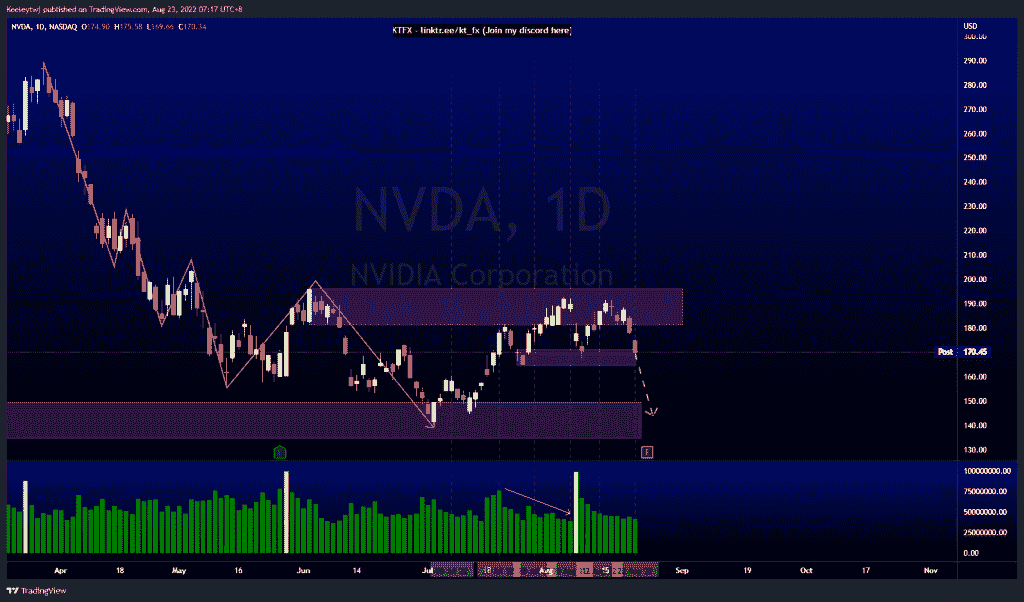 Keeleytwj published on TradingView.com, Aug 23, 2022 07:17 UTC+8
NVDA, 1D, NASDAQ O174.90 H175.58 L169.66 C170.34
KTFX - linktr.ee/kt_fx (Join my discord here)
USD
300.00
290.00
280.00
270.00
260.00
250.00
240.00
230.00
220.00
210.00
200.00
190.00
180.00
Post 170.45
160.00
150.00
140.00
130.00
NVDA, 1D
NVIDIA Corporation
E
100000000.00
75000000.00
50000000.00
25000000.00
0.00
Apr 18 May 16 Jun 14 Jul 18 Aug 12 15 Sep 19 Oct 17 Nov
TradingView